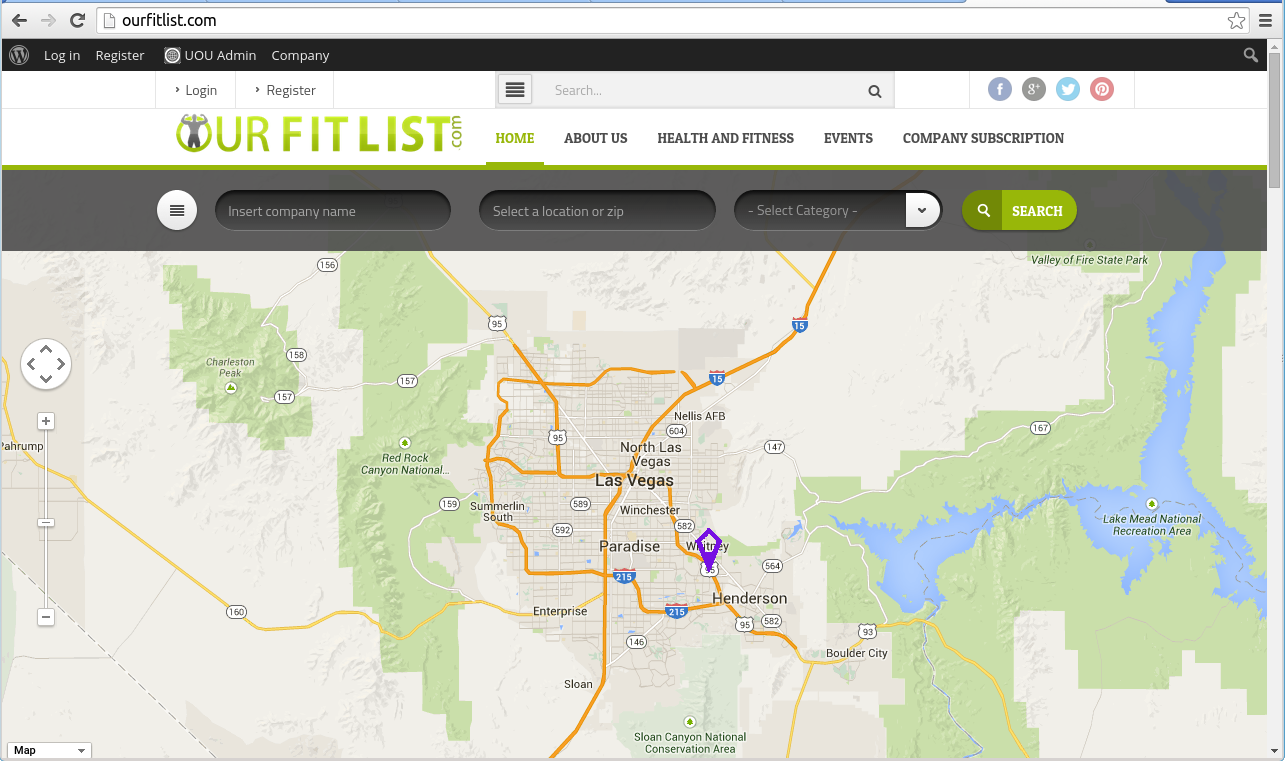 ourfitlist.com
Log in Register UOU Admin Company
Login Register Search...
f g+
OUR FIT LIST .com
HOME ABOUT US HEALTH AND FITNESS EVENTS COMPANY SUBSCRIPTION
Insert company name Select a location or zip - Select Category - SEARCH
Valley of Fire State Park
156
95
15
Charleston
Peak
158
157
157
15
Nellis AFB
604
167
95
147
Pahrump
North Las
Vegas
Red Rock
Canyon National...
Las Vegas
159
Summerlin
South
589
Winchester
Lake Mead National
Recreation Area
592
582
Paradise
Whitney
95
564
215
Henderson
160
Enterprise
215
95
582
93
146
Boulder City
Sloan
Sloan Canyon National
Conservation Area
Map